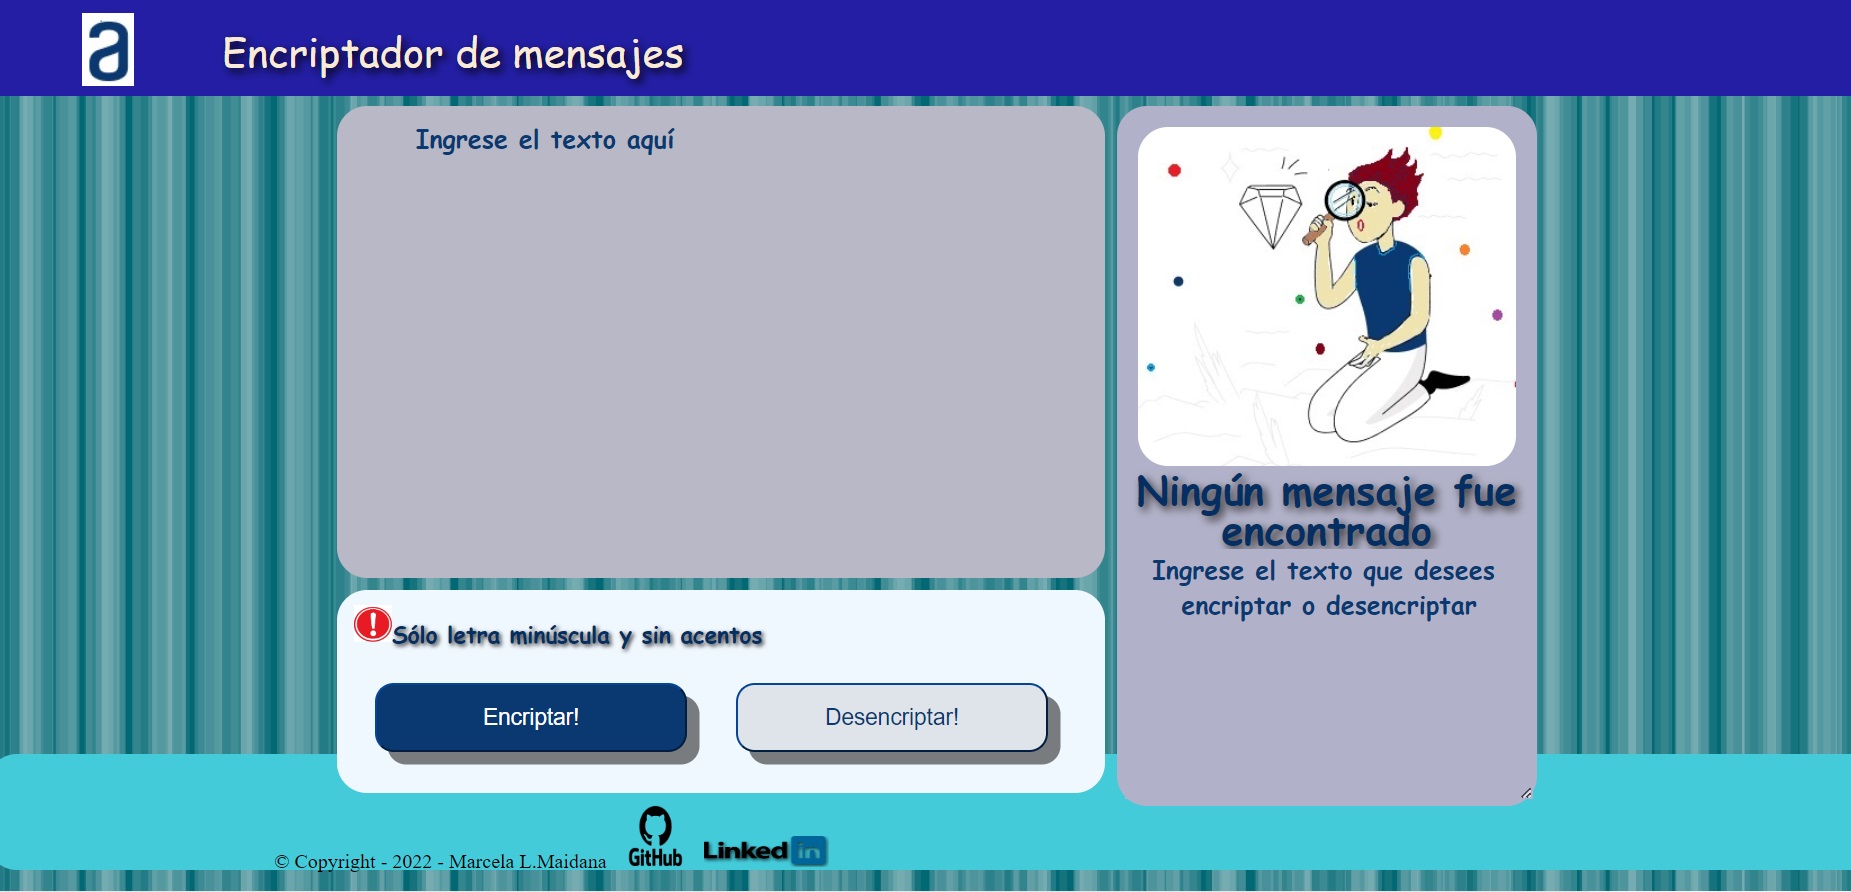 a
Encriptador de mensajes
Ingrese el texto aquí
Ningún mensaje fue
encontrado
Ingrese el texto que desees
encriptar o desencriptar
!
Sólo letra minúscula y sin acentos
Encriptar!
Desencriptar!
© Copyright - 2022 - Marcela L.Maidana
GitHub
Linked in